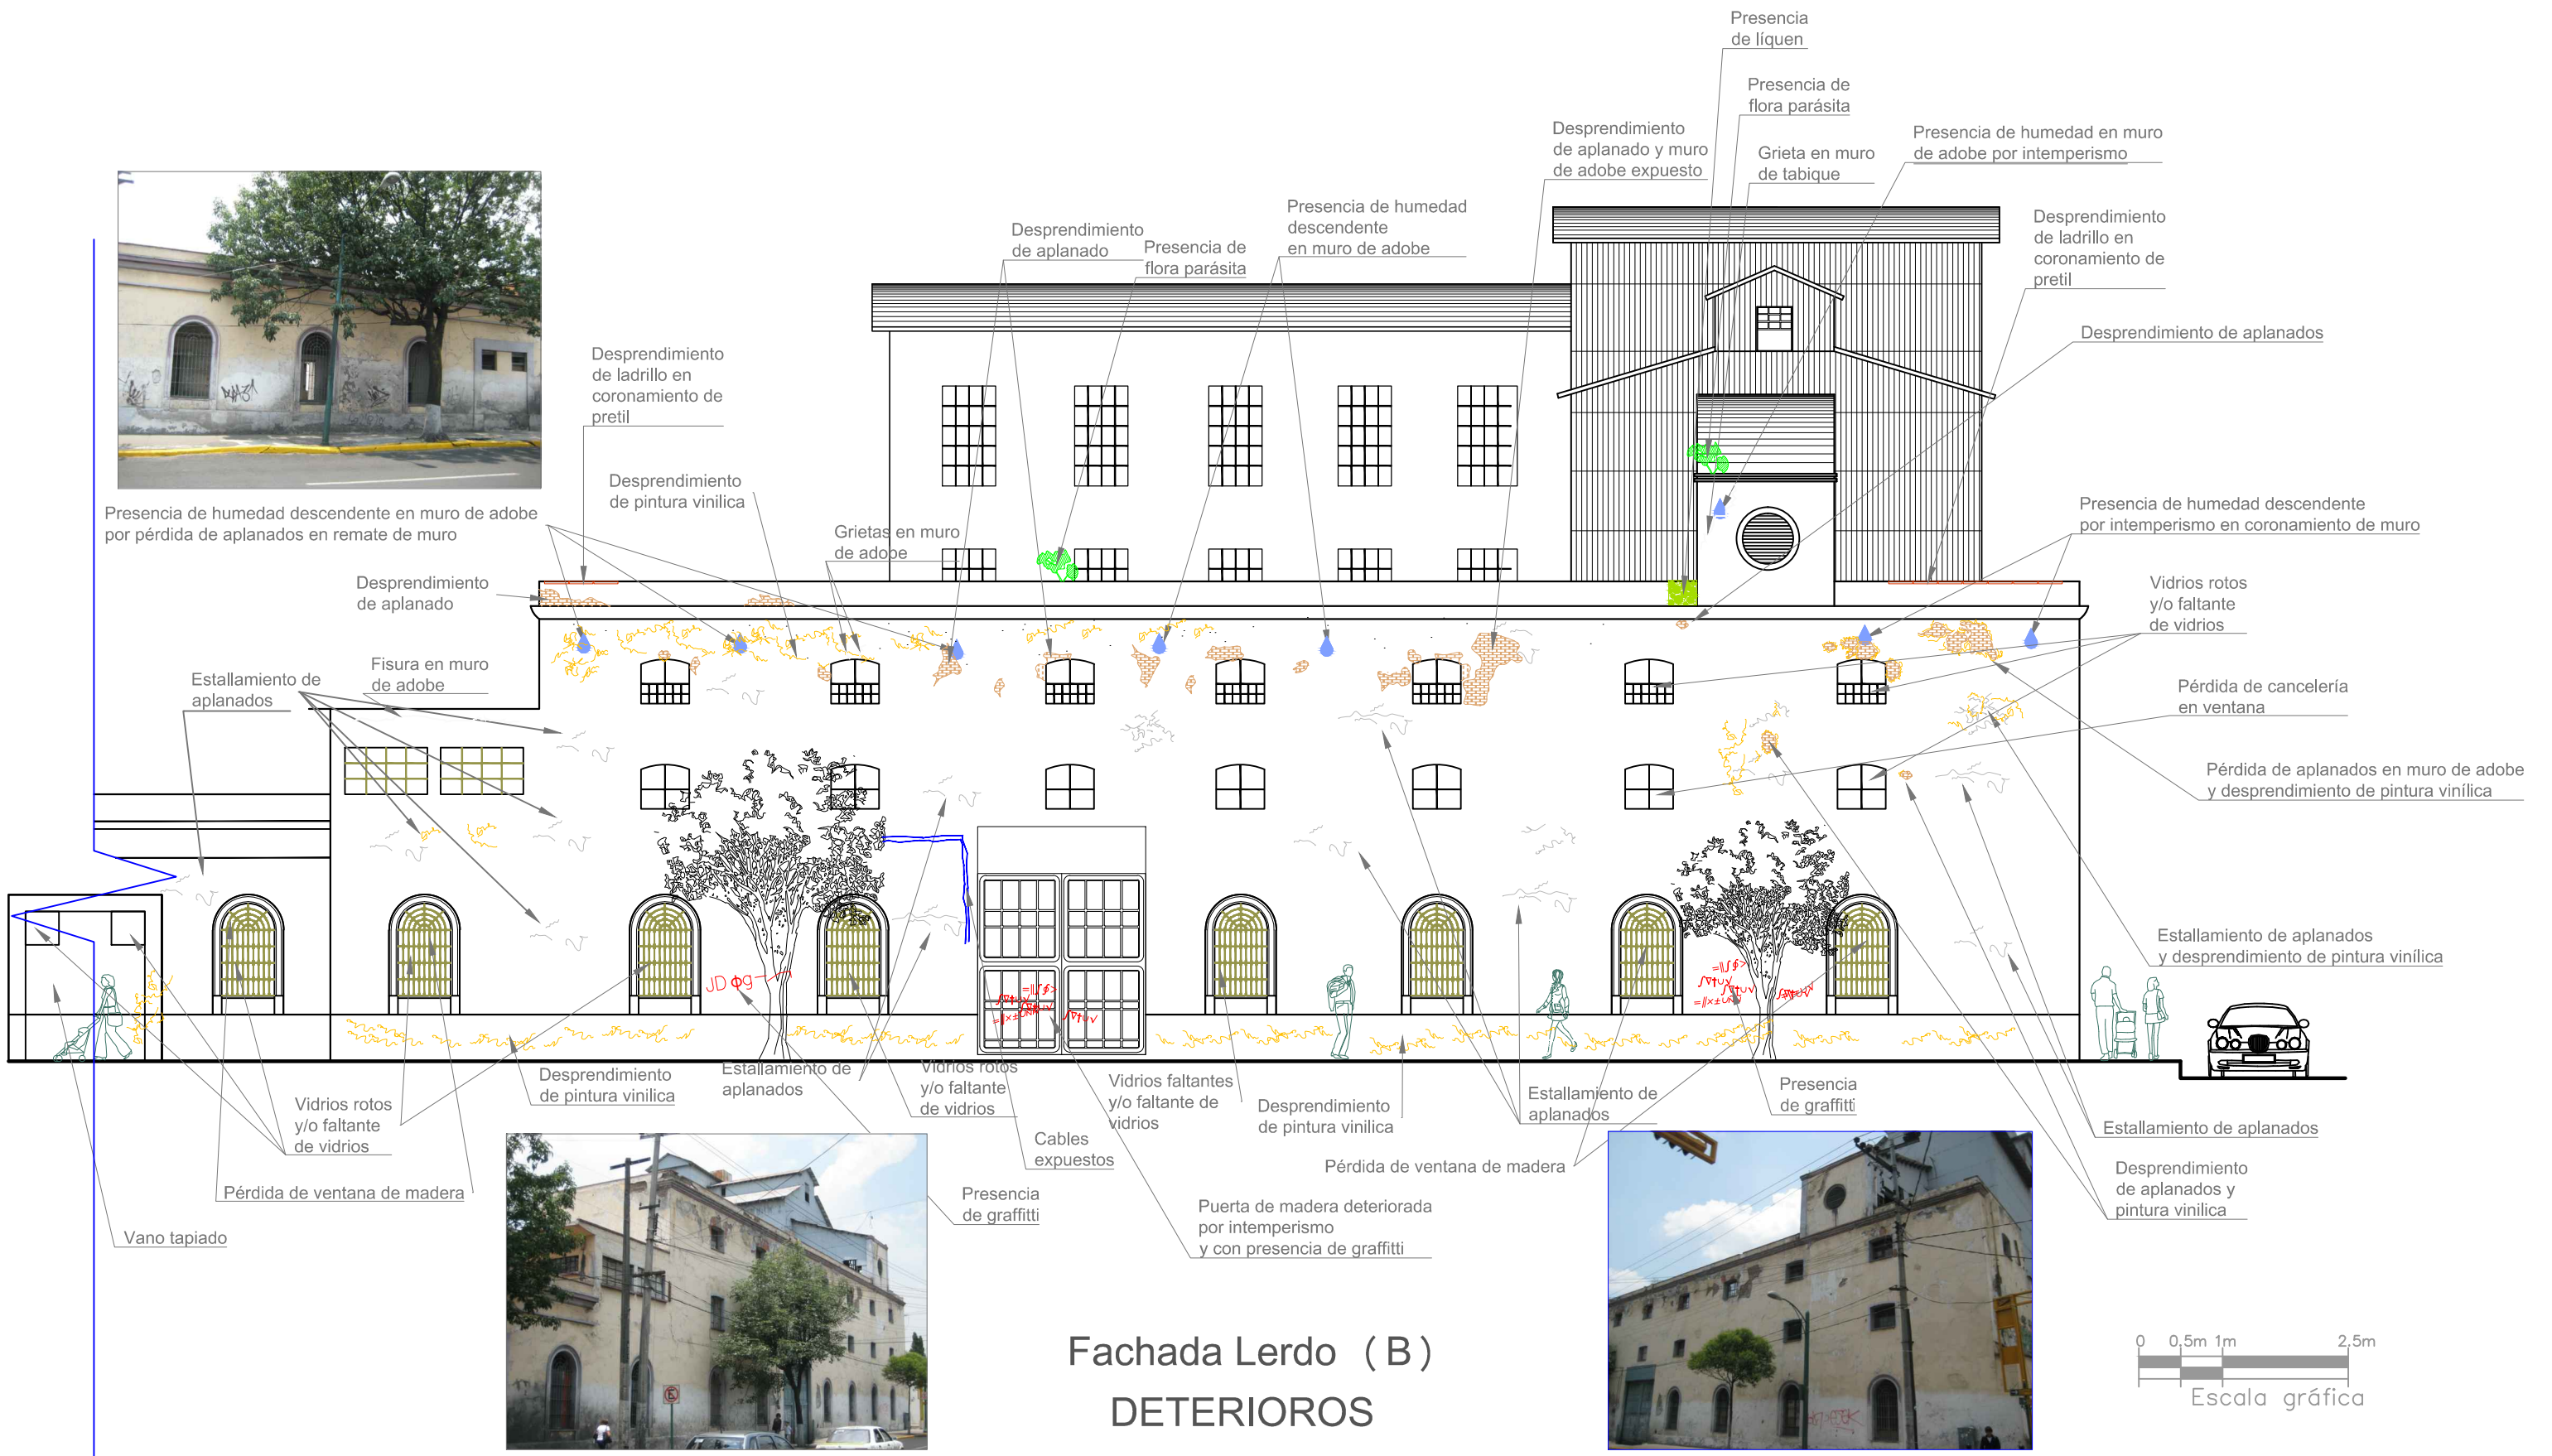 Presencia
de líquen
Presencia de
flora parásita
Desprendimiento
de aplanado y muro
de adobe expuesto
Grieta en muro
de tabique
Presencia de humedad en muro
de adobe por intemperismo
Desprendimiento
de aplanado
Presencia de
flora parásita
Presencia de humedad
descendente
en muro de adobe
Desprendimiento
de ladrillo en
coronamiento de
pretil
Desprendimiento de aplanados
Desprendimiento
de ladrillo en
coronamiento de
pretil
Desprendimiento
de pintura vinilica
Presencia de humedad descendente en muro de adobe
por pérdida de aplanados en remate de muro
Grietas en muro
de adobe
Presencia de humedad descendente
por intemperismo en coronamiento de muro
Desprendimiento
de aplanado
Vidrios rotos
y/o faltante
de vidrios
Fisura en muro
de adobe
Estallamiento de
aplanados
Pérdida de cancelería
en ventana
Pérdida de aplanados en muro de adobe
y desprendimiento de pintura vinílica
Estallamiento de aplanados
y desprendimiento de pintura vinílica
JD φg
Desprendimiento
de pintura vinilica
Estallamiento de
aplanados
Vidrios rotos
y/o faltante
de vidrios
Vidrios faltantes
y/o faltante de
vidrios
Desprendimiento
de pintura vinilica
Estallamiento de
aplanados
Presencia
de graffitti
Estallamiento de aplanados
Vidrios rotos
y/o faltante
de vidrios
Cables
expuestos
Pérdida de ventana de madera
Desprendimiento
de aplanados y
pintura vinilica
Pérdida de ventana de madera
Presencia
de graffitti
Puerta de madera deteriorada
por intemperismo
y con presencia de graffitti
Vano tapiado
Fachada Lerdo (B)
DETERIOROS
0 0.5m 1m 2.5m
Escala gráfica